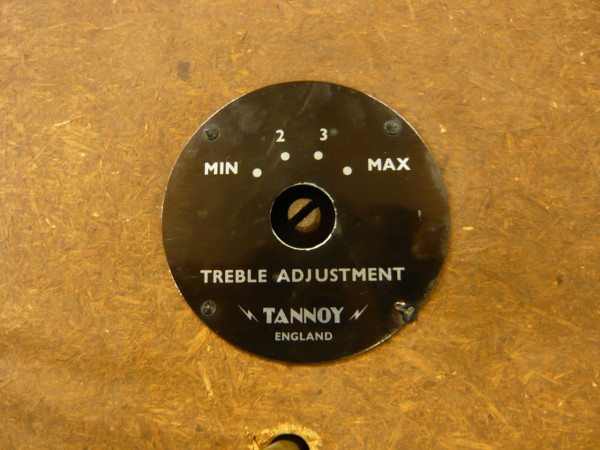 2 3
MIN MAX
TREBLE ADJUSTMENT
TANNOY
ENGLAND